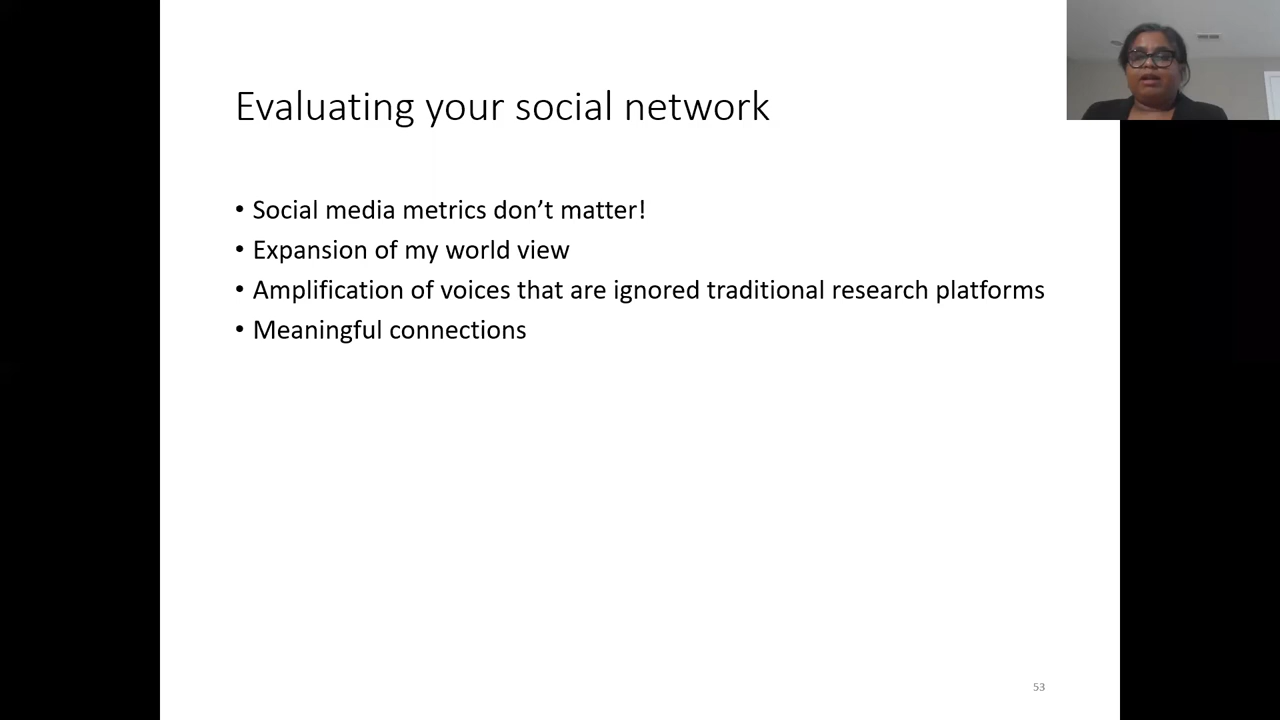 Evaluating your social network
• Social media metrics don’t matter!
• Expansion of my world view
• Amplification of voices that are ignored traditional research platforms
• Meaningful connections
53